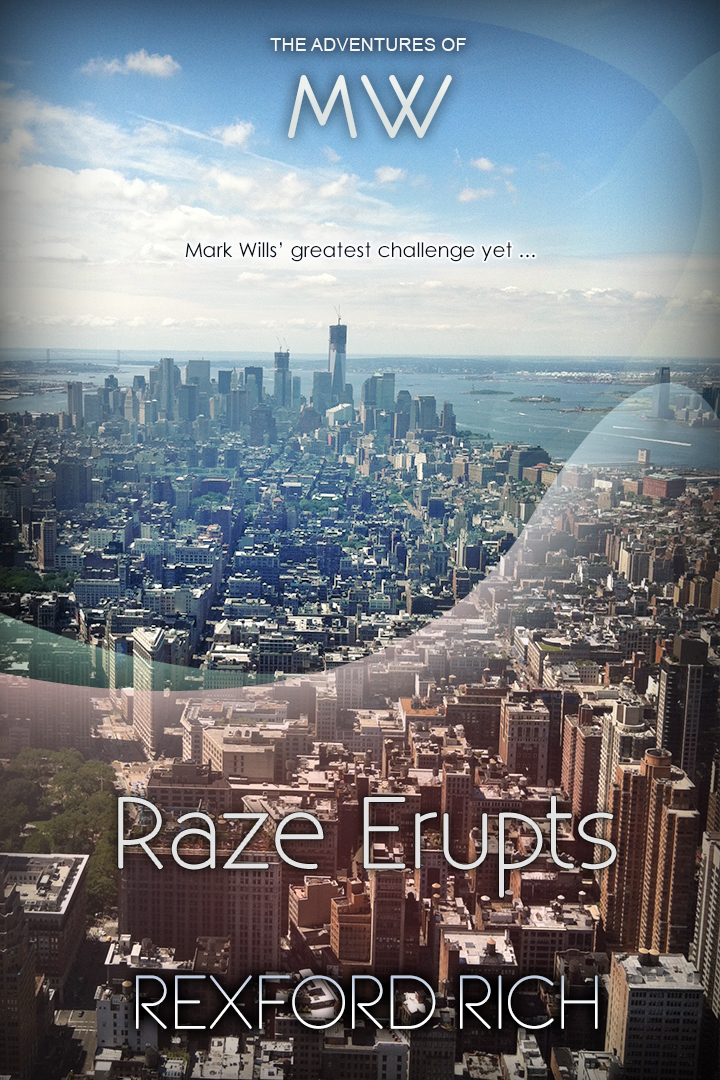 THE ADVENTURES OF
MW
Mark Wills’ greatest challenge yet ...
Raze Erupts
REXFORD RICH